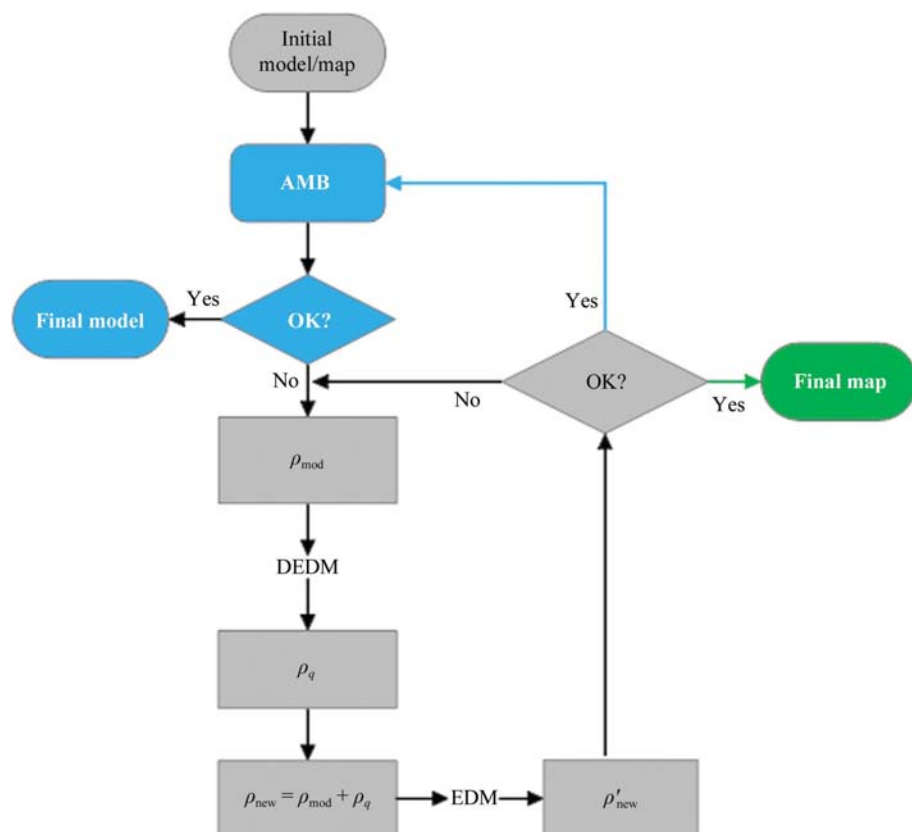 Initial
model/map
AMB
Yes
Final model
OK?
Yes
OK?
Final map
No
No
Yes
ρmod
DEDM
ρq
ρnew = ρmod + ρq
EDM
ρ′new